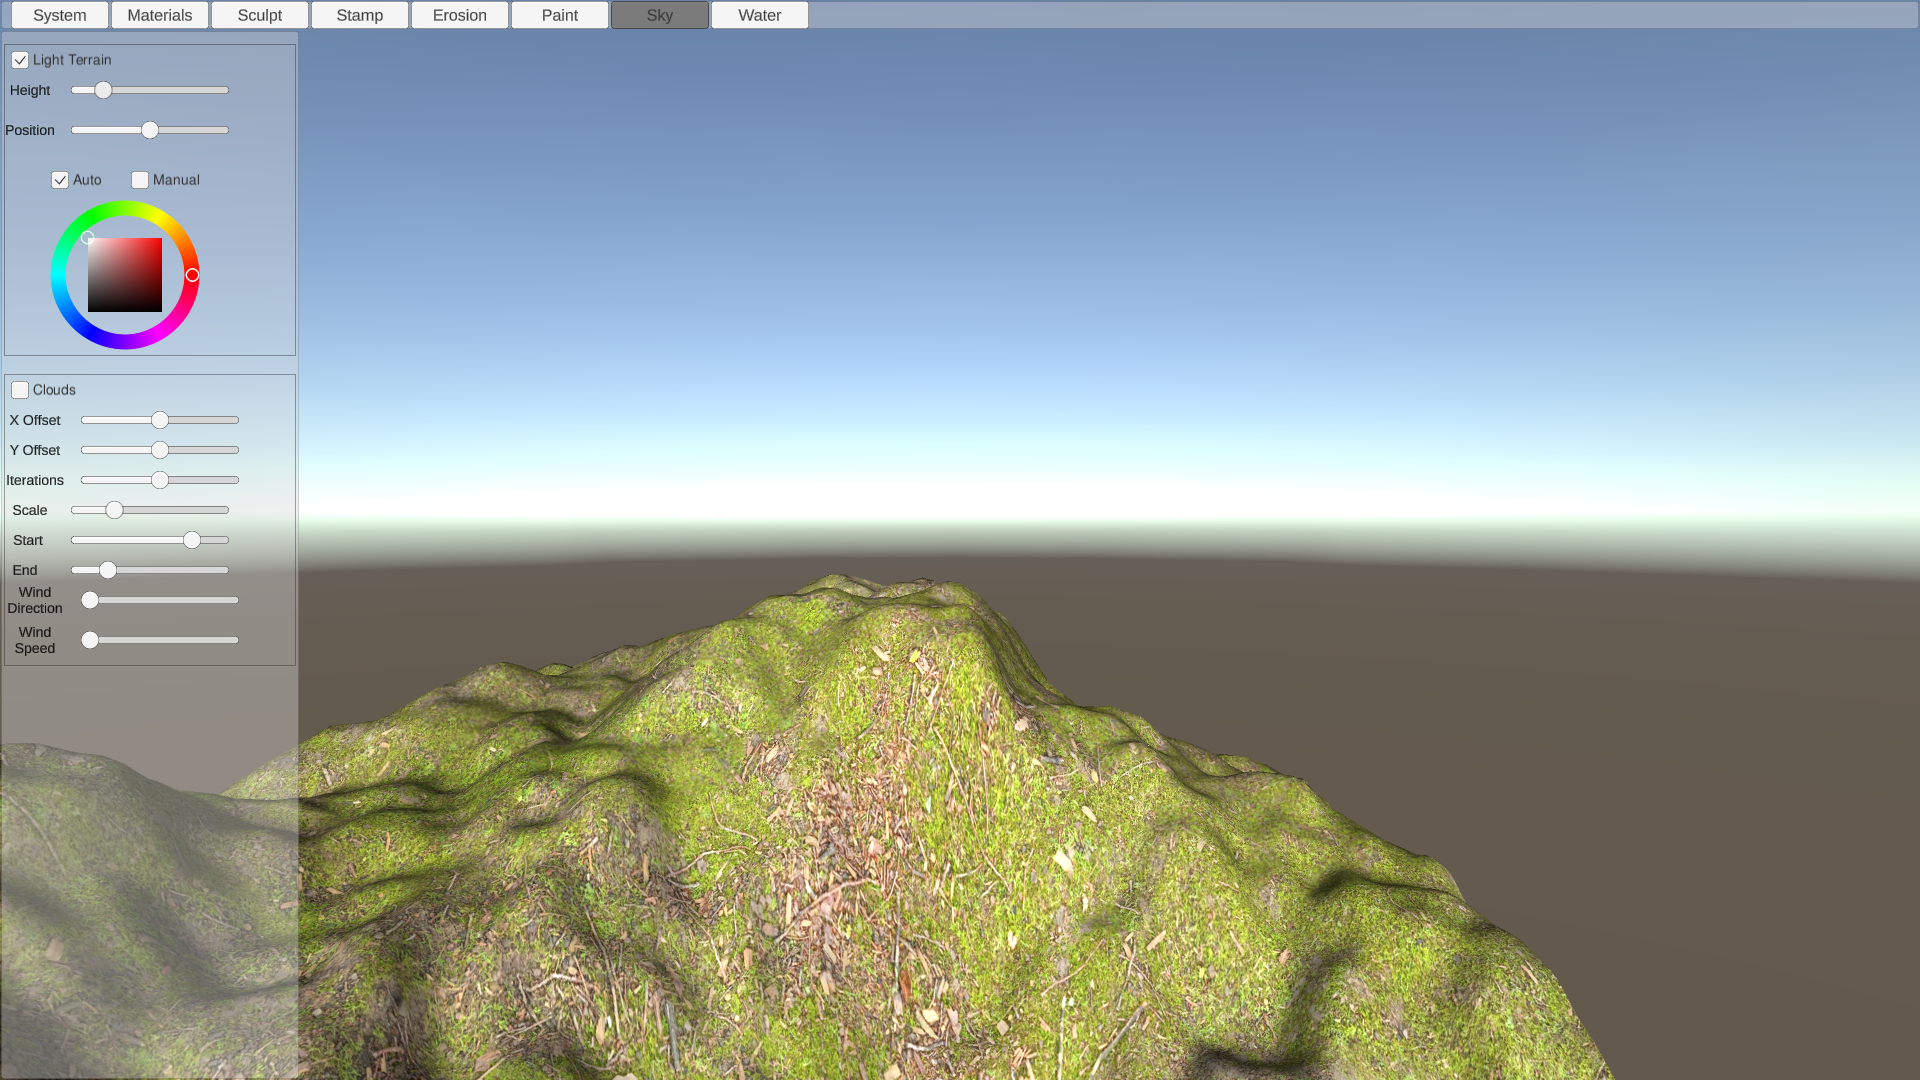 System Materials Sculpt Stamp Erosion Paint Sky Water
Light Terrain
Height
Position
Auto Manual
Clouds
X Offset
Y Offset
Iterations
Scale
Start
End
Wind
Direction
Wind
Speed